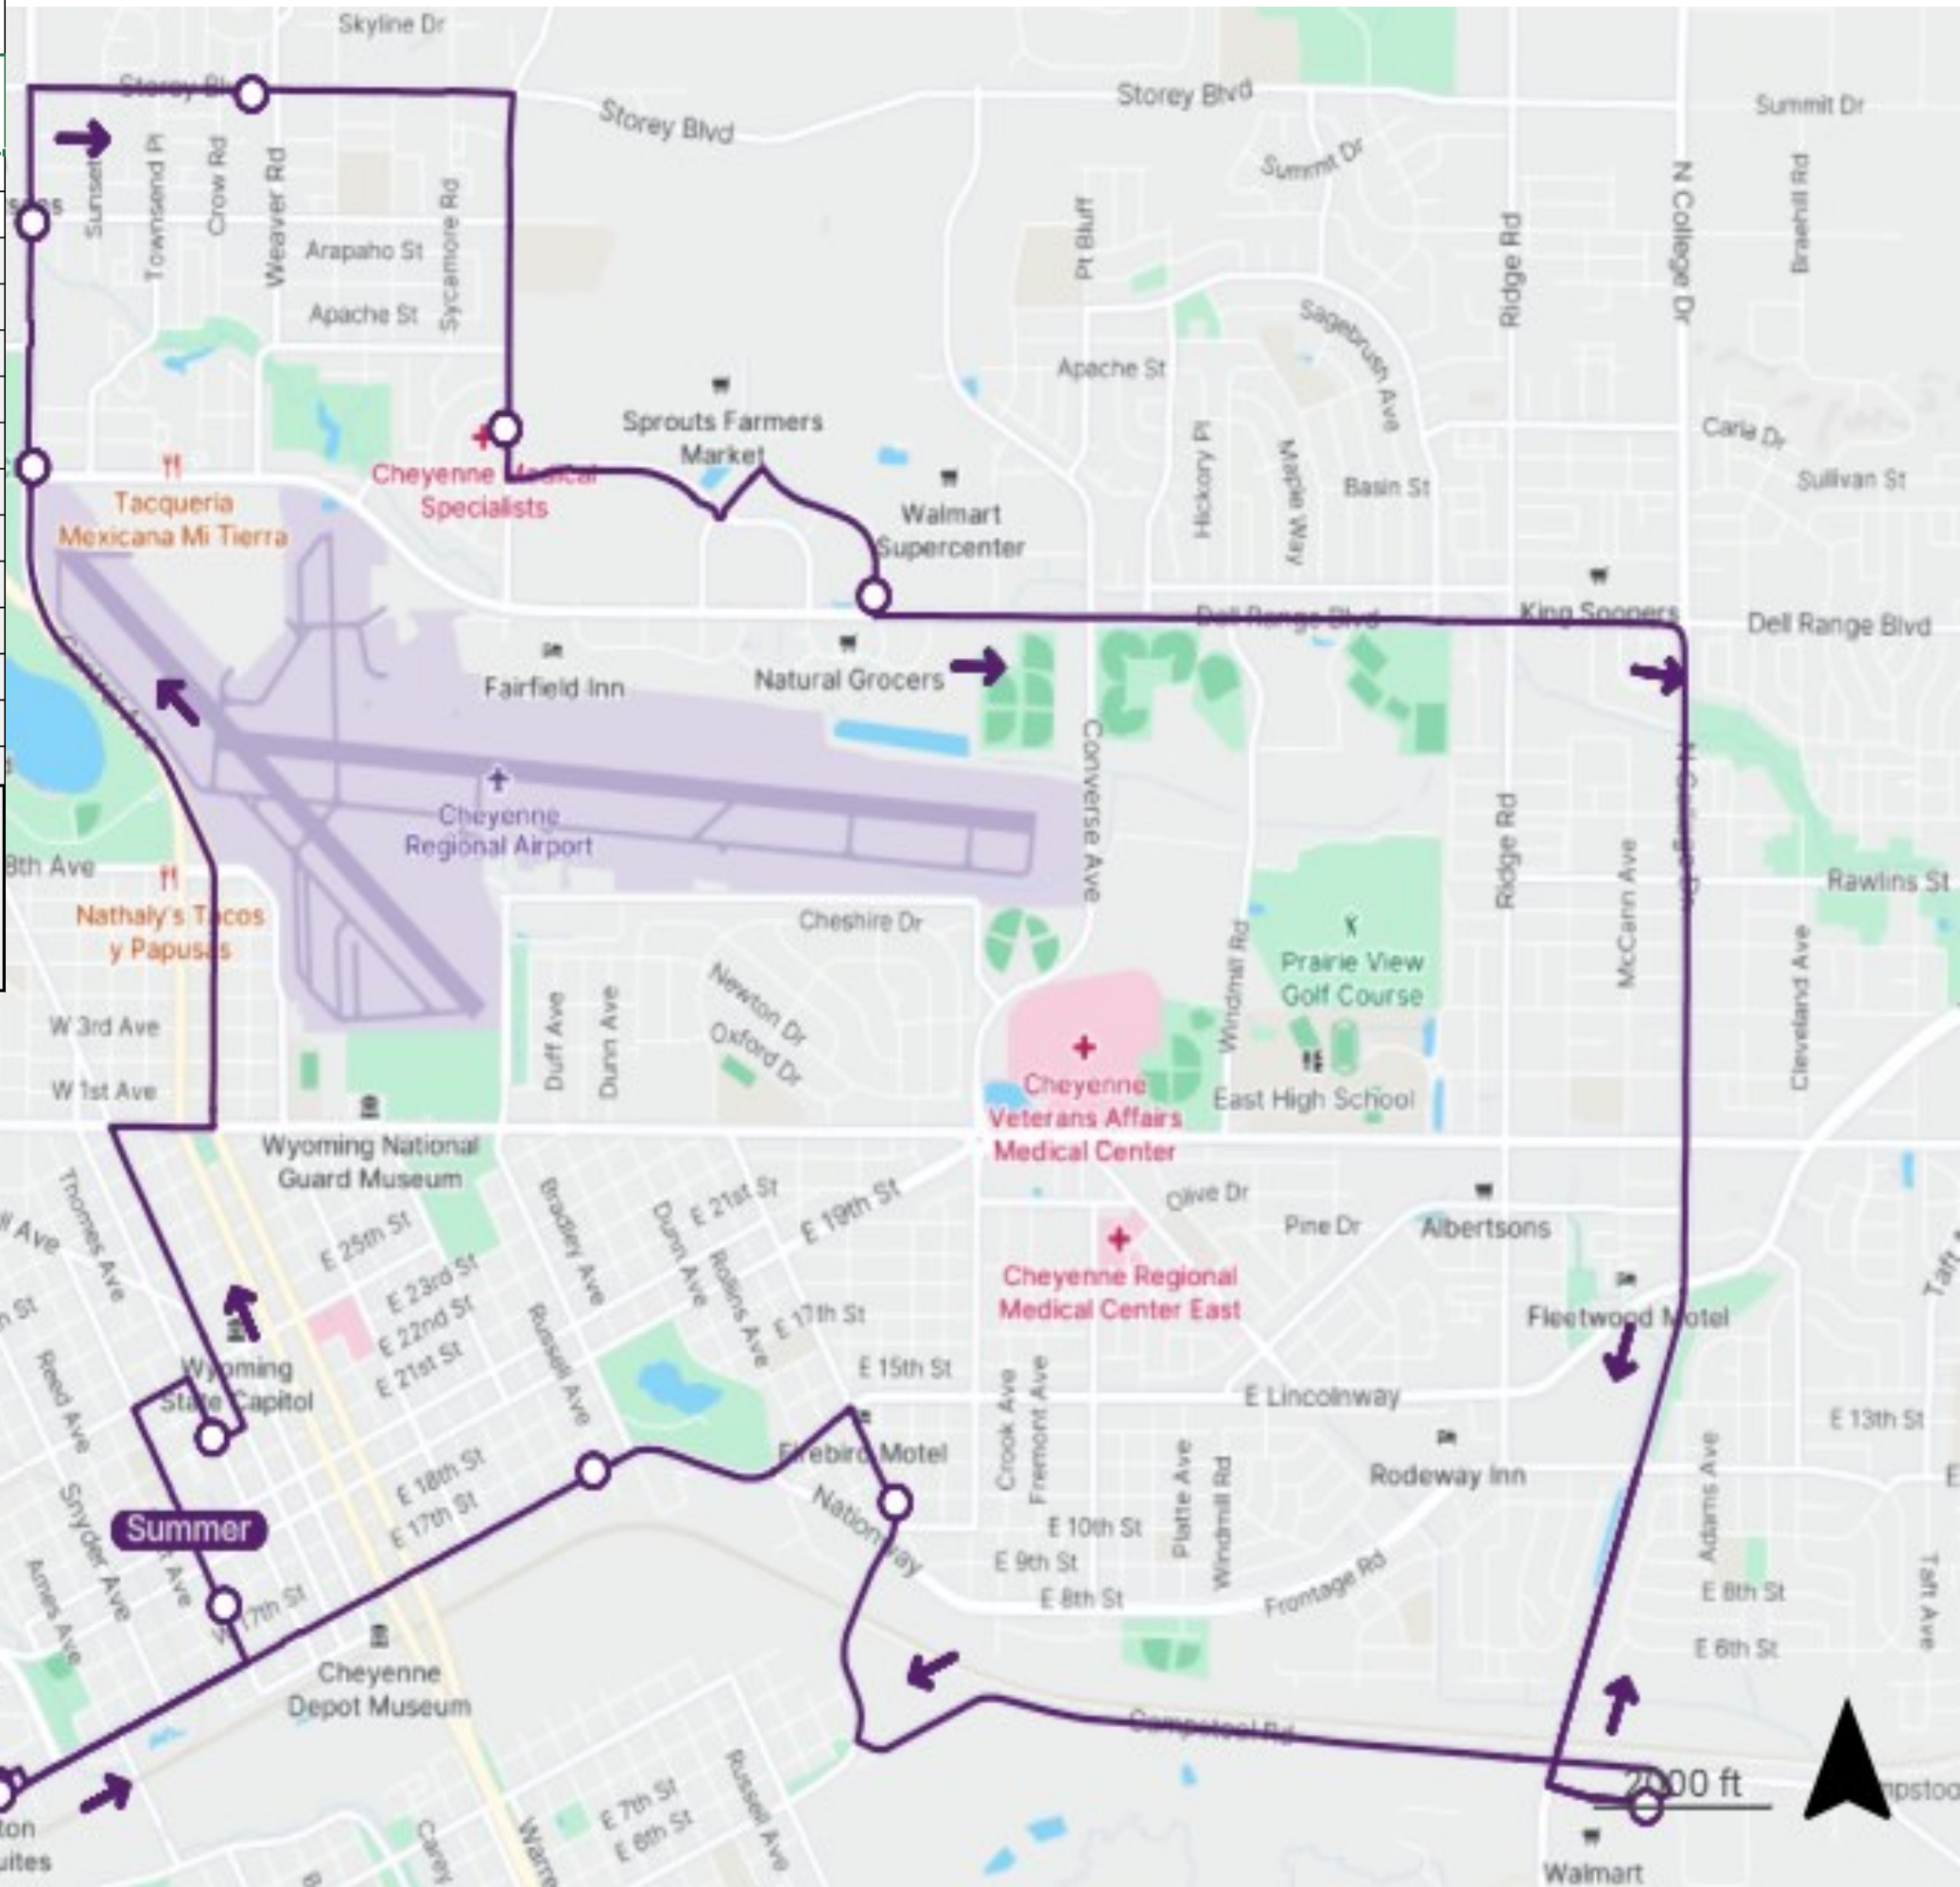 Skyline Dr
Storey Bl
Storey Blvd
Storey Blvd
Summit Dr
Summit Dr
Sunset
Townsend Pl
Crow Rd
Weaver Rd
Sycamore Rd
Arapaho St
Apache St
Pt Bluff
Ridge Rd
N College Dr
Braehill Rd
Apache St
Sagebrush Ave
Hickory Pl
Maple Way
Basin St
Carla Dr
Sullivan St
Sprouts Farmers
Market
Cheyenne Medical
Specialists
Tacqueria
Mexicana Mi Tierra
Walmart
Supercenter
King Soopers
Dell Range Blvd
Dell Range Blvd
Fairfield Inn
Natural Grocers
Central Ave
Converse Ave
N College Dr
Cheyenne
Regional Airport
8th Ave
Nathaly's Tacos
y Papusas
Cheshire Dr
Newton Dr
Oxford Dr
Duff Ave
Dunn Ave
W 3rd Ave
W 1st Ave
Windmill Rd
Prairie View
Golf Course
Ridge Rd
McCann Ave
Rawlins St
Cleveland Ave
East High School
Cheyenne
Veterans Affairs
Medical Center
Wyoming National
Guard Museum
Thomes Ave
E 25th St
E 23rd St
E 22nd St
E 21st St
Bradley Ave
Dunn Ave
E 21st St
Rollins Ave
E 19th St
E 17th St
Olive Dr
Pine Dr
Albertsons
Cheyenne Regional
Medical Center East
Fleetwood Motel
Wyoming
State Capitol
Reed Ave
Russell Ave
E 15th St
E Lincolnway
E 13th St
Firebird Motel
Crook Ave
Fremont Ave
Platte Ave
Windmill Rd
Rodeway Inn
Adams Ave
E 18th St
E 17th St
Summer
Snyder Ave
Ames Ave
17th St
Nationway
E 10th St
E 9th St
E 8th St
Frontage Rd
E 8th St
E 6th St
Taft Ave
Cheyenne
Depot Museum
Campstool Rd
2000 ft
Walmart
E 7th St
E 6th St
Russell Ave
Carey
Warre
ton
uites